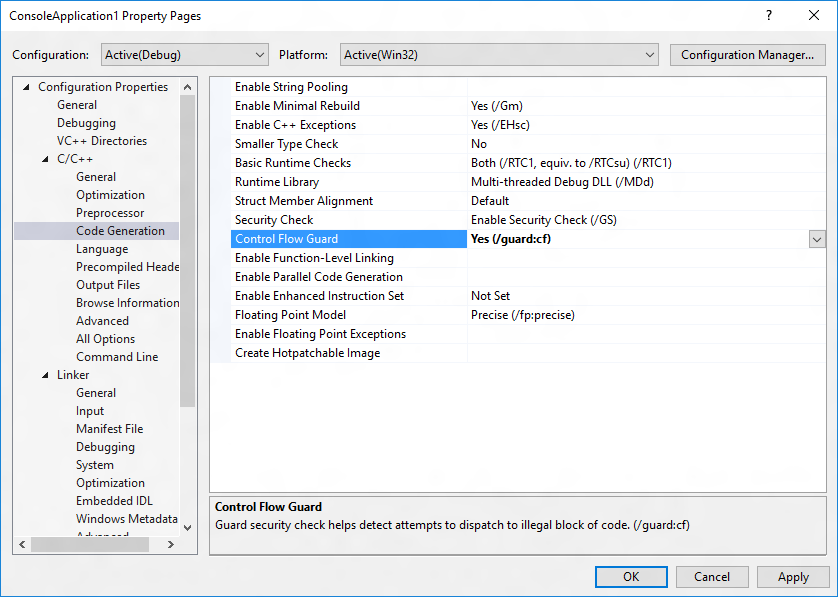 ConsoleApplication1 Property Pages
?
Configuration: Active(Debug) Platform: Active(Win32) Configuration Manager...
Configuration Properties
General
Debugging
VC++ Directories
C/C++
General
Optimization
Preprocessor
Code Generation
Language
Precompiled Heade
Output Files
Browse Information
Advanced
All Options
Command Line
Linker
General
Input
Manifest File
Debugging
System
Optimization
Embedded IDL
Windows Metadata
Advanced
Enable String Pooling
Enable Minimal Rebuild Yes (/Gm)
Enable C++ Exceptions Yes (/EHsc)
Smaller Type Check No
Basic Runtime Checks Both (/RTC1, equiv. to /RTCsu) (/RTC1)
Runtime Library Multi-threaded Debug DLL (/MDd)
Struct Member Alignment Default
Security Check Enable Security Check (/GS)
Control Flow Guard Yes (/guard:cf)
Enable Function-Level Linking
Enable Parallel Code Generation
Enable Enhanced Instruction Set Not Set
Floating Point Model Precise (/fp:precise)
Enable Floating Point Exceptions
Create Hotpatchable Image
Control Flow Guard
Guard security check helps detect attempts to dispatch to illegal block of code. (/guard:cf)
OK Cancel Apply